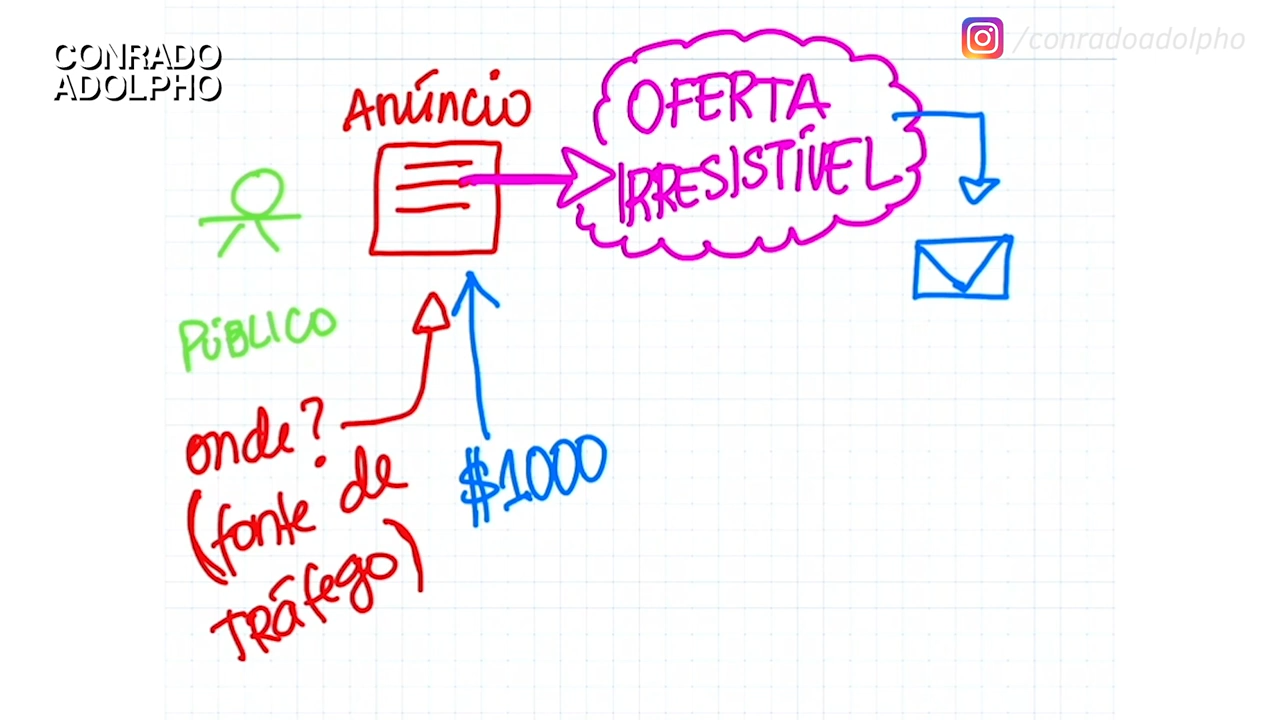 CONRADO
ADOLPHO
/conradoadolpho
Anúncio
OFERTA
IRRESISTÍVEL
PÚBLICO
onde?
(fonte de
TRáfego)
$1000